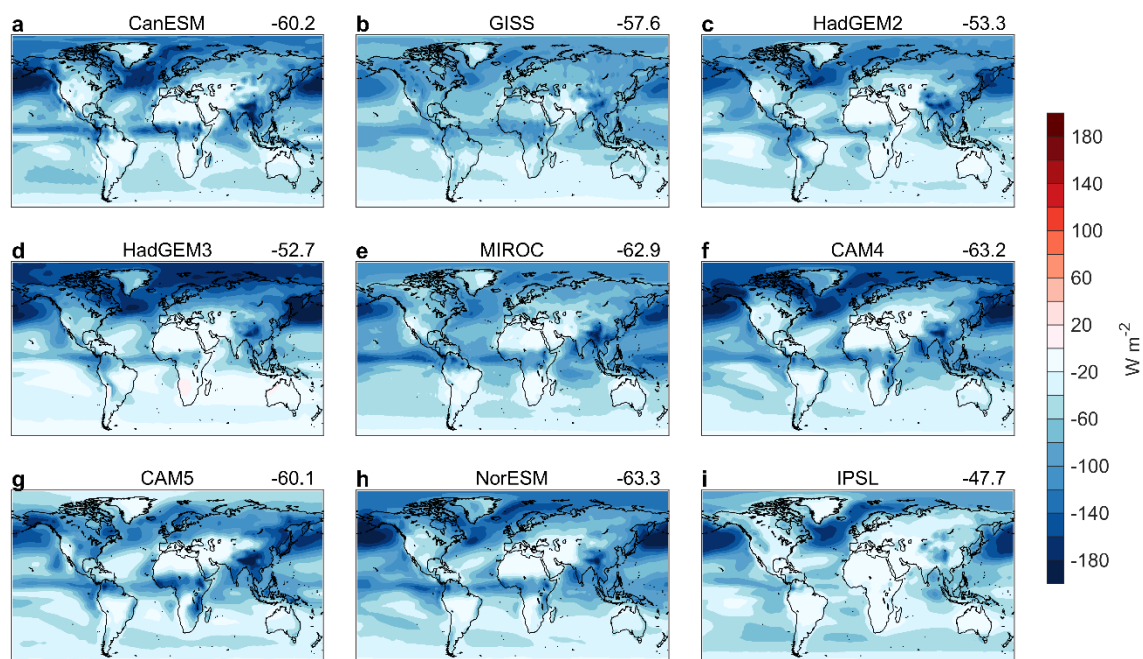 a CanESM -60.2
b GISS -57.6
c HadGEM2 -53.3
d HadGEM3 -52.7
e MIROC -62.9
f CAM4 -63.2
g CAM5 -60.1
h NorESM -63.3
i IPSL -47.7
180
140
100
60
20
-20
-60
-100
-140
-180
W m⁻²